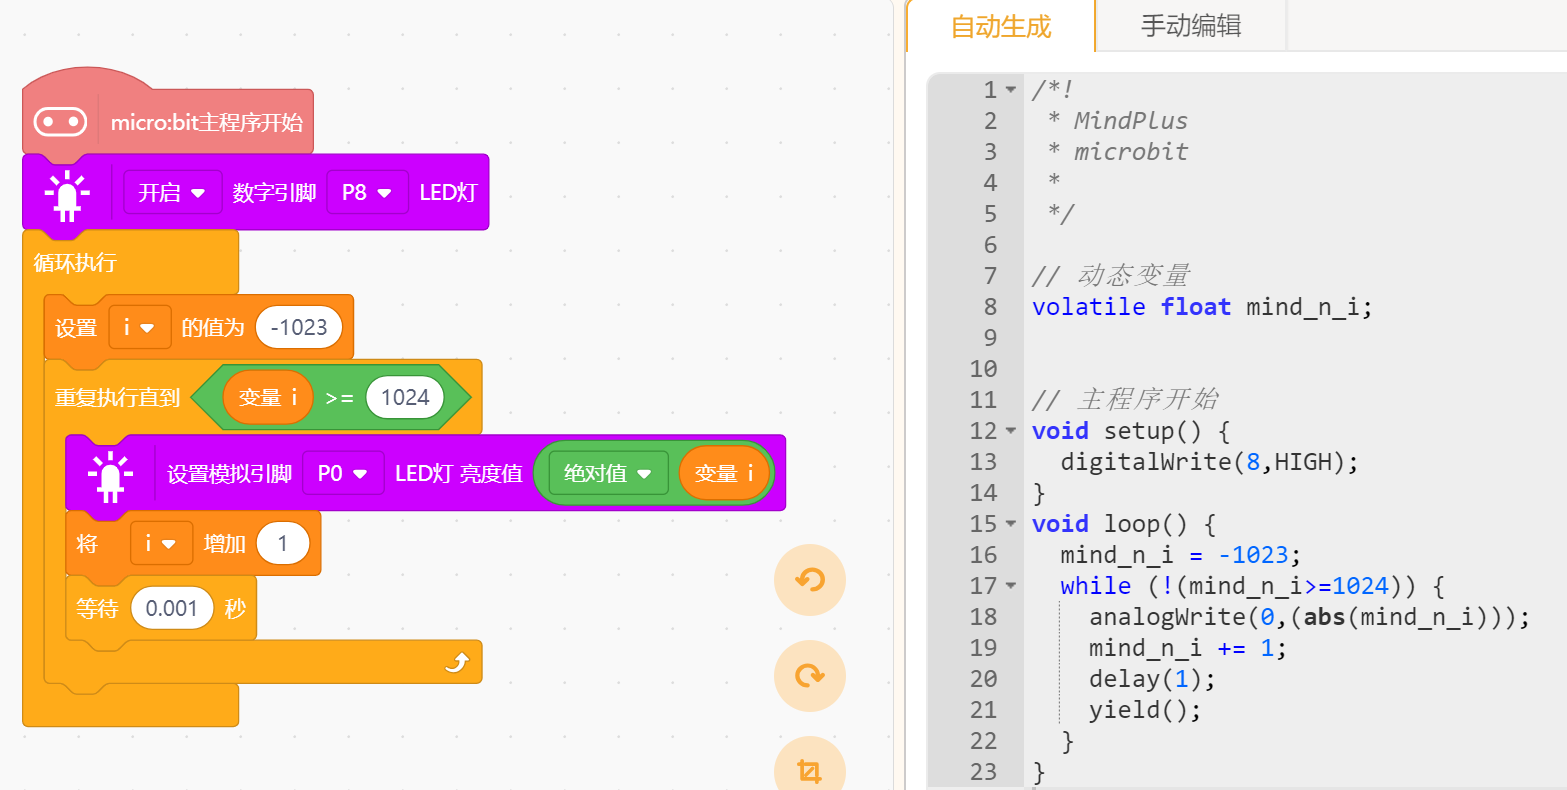 micro:bit主程序开始
开启 数字引脚 P8 LED灯
循环执行
设置 i 的值为 -1023
重复执行直到 变量 i >= 1024
设置模拟引脚 P0 LED灯 亮度值 绝对值 变量 i
将 i 增加 1
等待 0.001 秒
自动生成 手动编辑
1 /*!
2  * MindPlus
3  * microbit
4  *
5  */
6
7 // 动态变量
8 volatile float mind_n_i;
9
10
11 // 主程序开始
12 void setup() {
13   digitalWrite(8,HIGH);
14 }
15 void loop() {
16   mind_n_i = -1023;
17   while (!(mind_n_i>=1024)) {
18     analogWrite(0,(abs(mind_n_i)));
19     mind_n_i += 1;
20     delay(1);
21     yield();
22   }
23 }